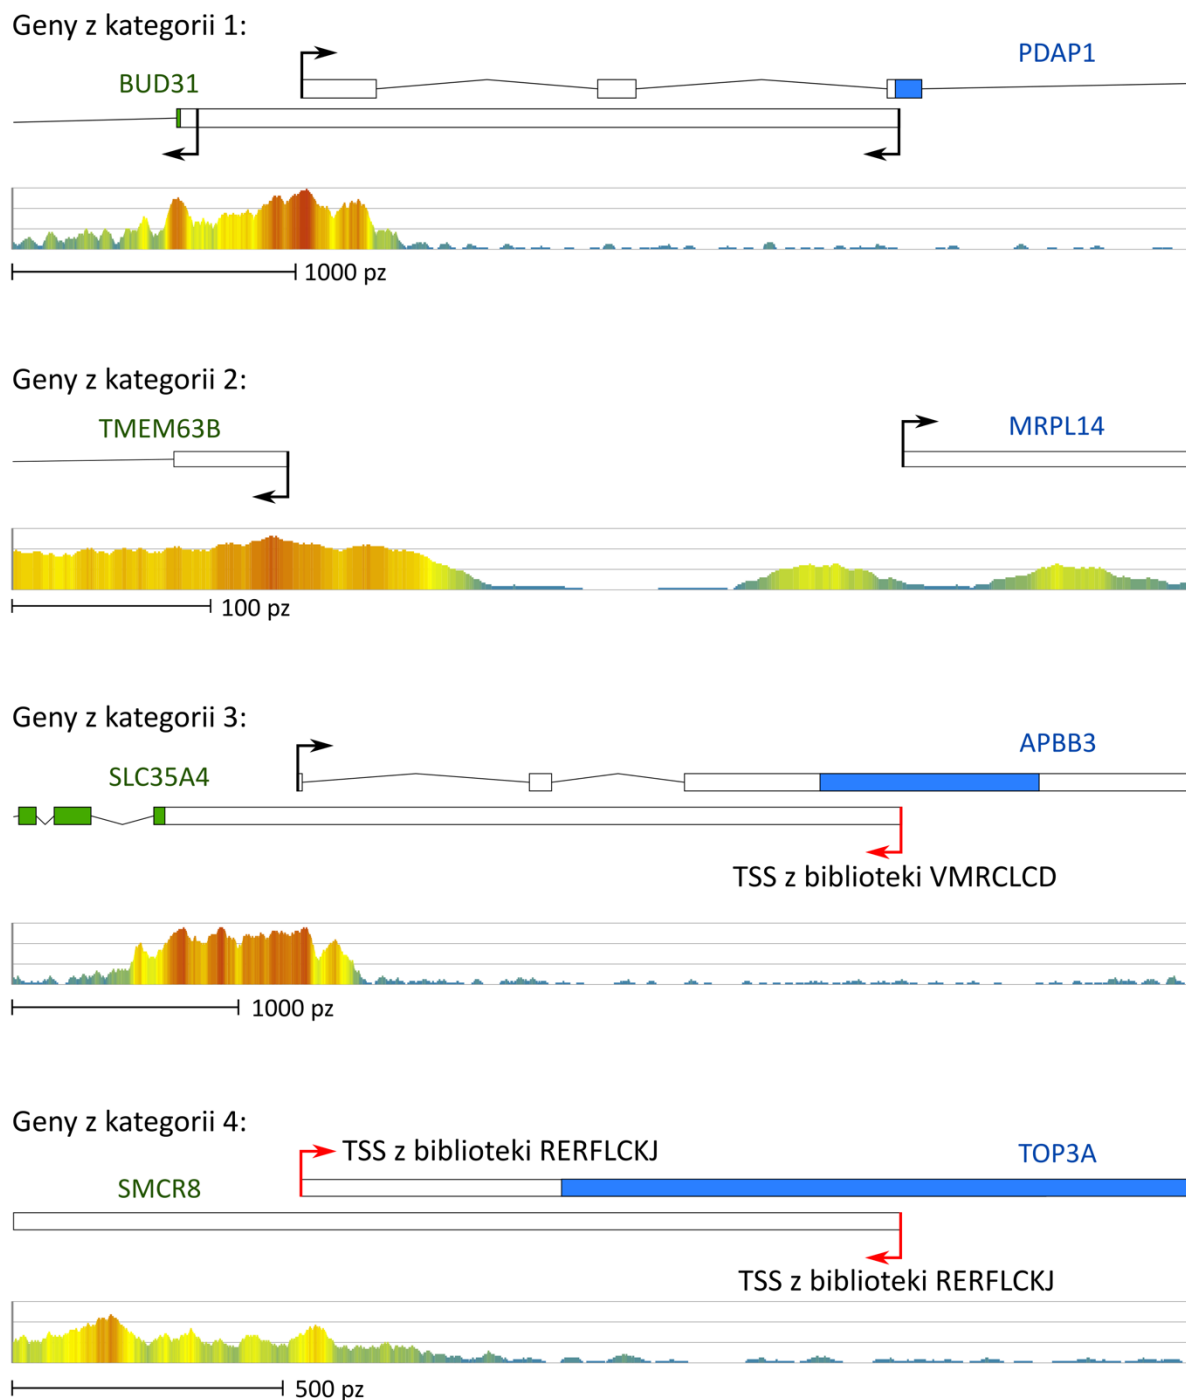 Geny z kategorii 1:
PDAP1
BUD31
1000 pz
Geny z kategorii 2:
TMEM63B
MRPL14
100 pz
Geny z kategorii 3:
APBB3
SLC35A4
TSS z biblioteki VMRCLCD
1000 pz
Geny z kategorii 4:
TSS z biblioteki RERFLCKJ
TOP3A
SMCR8
TSS z biblioteki RERFLCKJ
500 pz